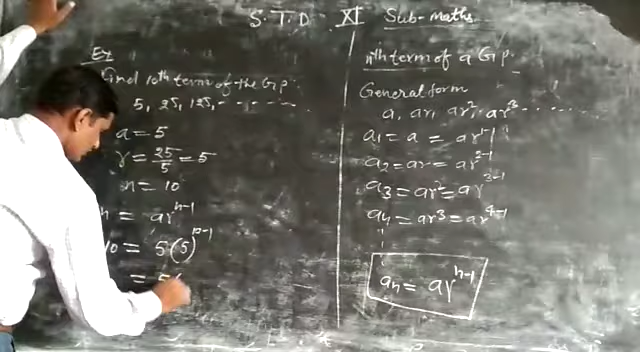 S.T.D XI Sub-maths
Ex
find 10th term of the G.P
5, 25, 125, - - - - - - -
a = 5
r = 25/5 = 5
n = 10
n = ar^n-1
10 = 5(5)^10-1
= 5(
nth term of a G.P.
General form
a, ar, ar², ar³ . . . . . . .
a1 = a = ar^1-1
a2 = ar = ar^2-1
a3 = ar² = ar^3-1
a4 = ar³ = ar^4-1
an = ar^n-1